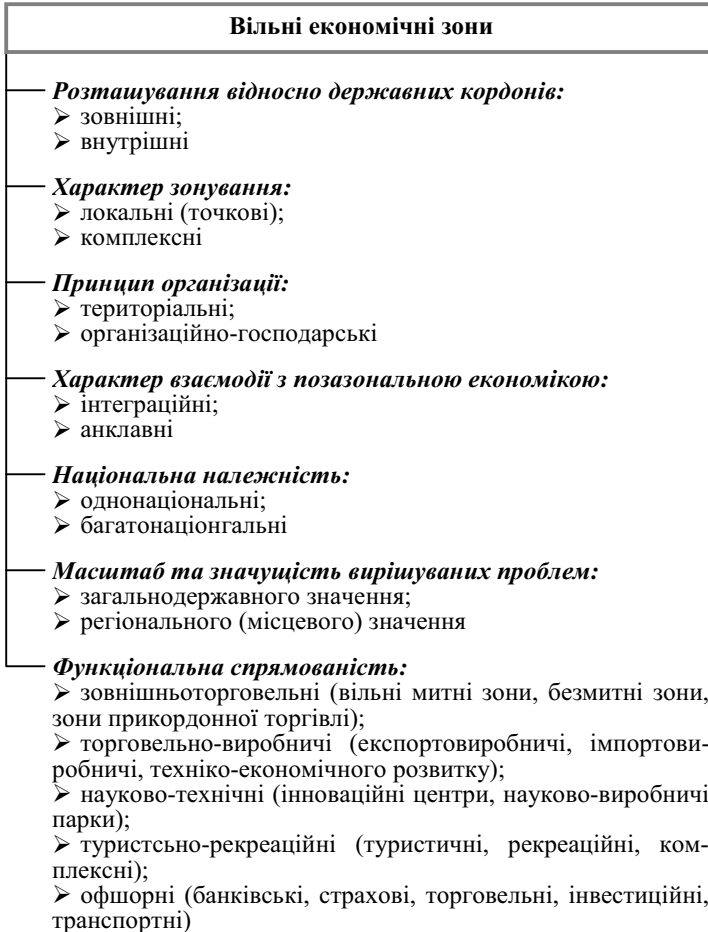 Вільні економічні зони
Розташування відносно державних кордонів:
➢ зовнішні;
➢ внутрішні
Характер зонування:
➢ локальні (точкові);
➢ комплексні
Принцип організації:
➢ територіальні;
➢ організаційно-господарські
Характер взаємодії з позазональною економікою:
➢ інтеграційні;
➢ анклавні
Національна належність:
➢ однонаціональні;
➢ багатонаціонгальні
Масштаб та значущість вирішуваних проблем:
➢ загальнодержавного значення;
➢ регіонального (місцевого) значення
Функціональна спрямованість:
➢ зовнішньоторговельні (вільні митні зони, безмитні зони,
зони прикордонної торгівлі);
➢ торговельно-виробничі (експортовиробничі, імпортови-
робничі, техніко-економічного розвитку);
➢ науково-технічні (інноваційні центри, науково-виробничі
парки);
➢ туристсьно-рекреаційні (туристичні, рекреаційні, ком-
плексні);
➢ офшорні (банківські, страхові, торговельні, інвестиційні,
транспортні)